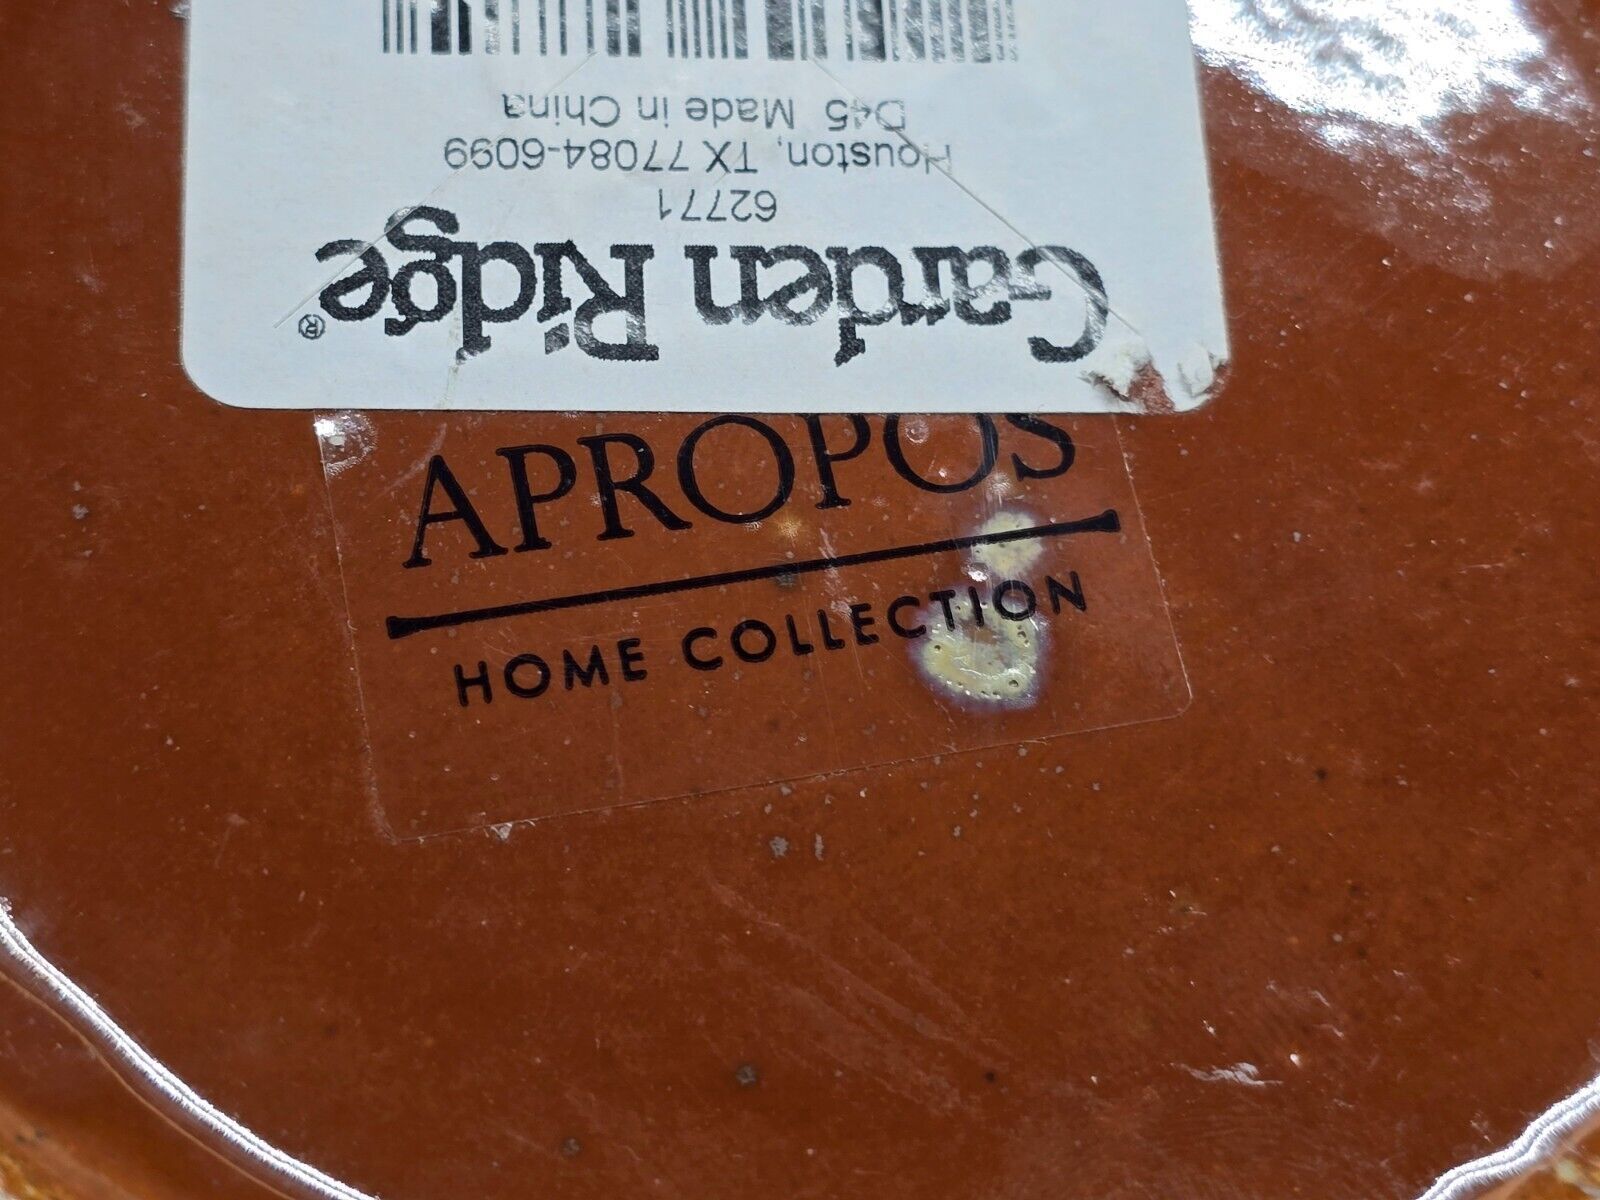 Garden Ridge®
62771
Houston, TX 77084-6099
D45 Made in China
APROPOS
HOME COLLECTION